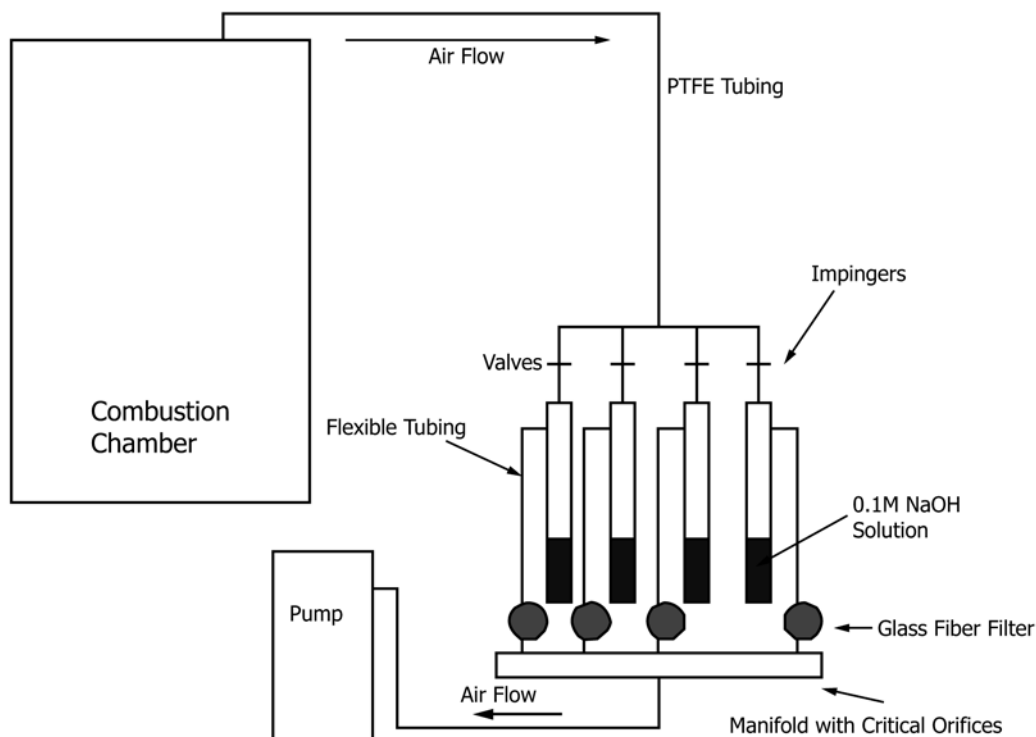 Air Flow
PTFE Tubing
Impingers
Valves
Combustion
Chamber
Flexible Tubing
0.1M NaOH
Solution
Pump
Glass Fiber Filter
Air Flow
Manifold with Critical Orifices